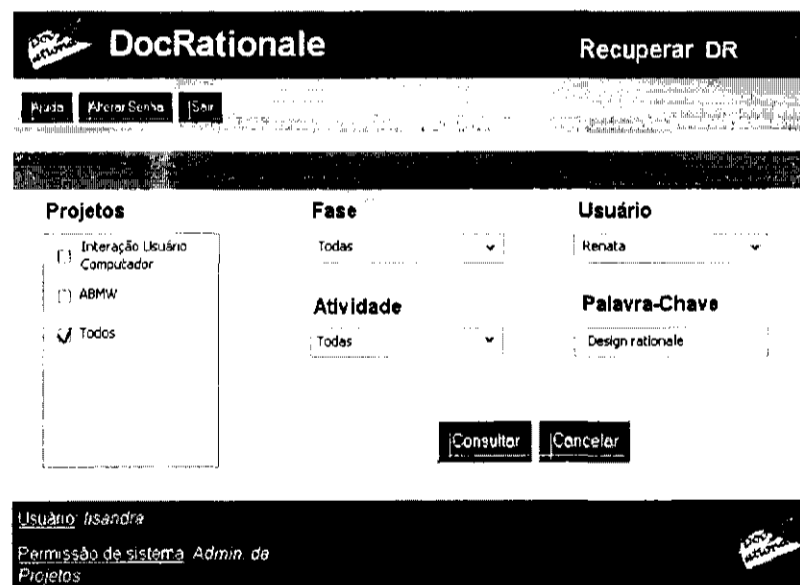 DocRationale
Recuperar DR
Ajuda Alterar Senha Sair
Projetos
Interação Usuário
Computador
ABMW
Todos
Fase
Todas
Atividade
Todas
Usuário
Renata
Palavra-Chave
Design rationale
Consultar Cancelar
Usuário: lisandra
Permissão de sistema: Admin. de
Projetos